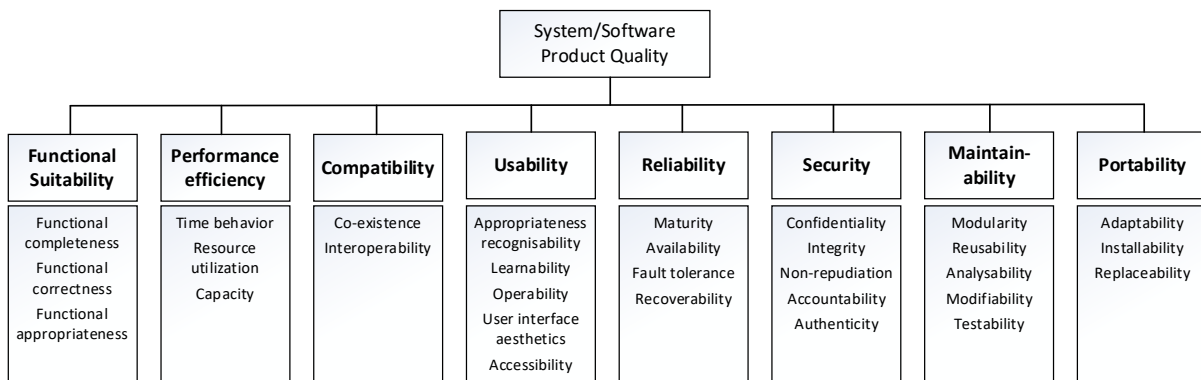 System/Software
Product Quality
Functional
Suitability
Functional
completeness
Functional
correctness
Functional
appropriateness
Performance
efficiency
Time behavior
Resource
utilization
Capacity
Compatibility
Co-existence
Interoperability
Usability
Appropriateness
recognisability
Learnability
Operability
User interface
aesthetics
Accessibility
Reliability
Maturity
Availability
Fault tolerance
Recoverability
Security
Confidentiality
Integrity
Non-repudiation
Accountability
Authenticity
Maintain-
ability
Modularity
Reusability
Analysability
Modifiability
Testability
Portability
Adaptability
Installability
Replaceability